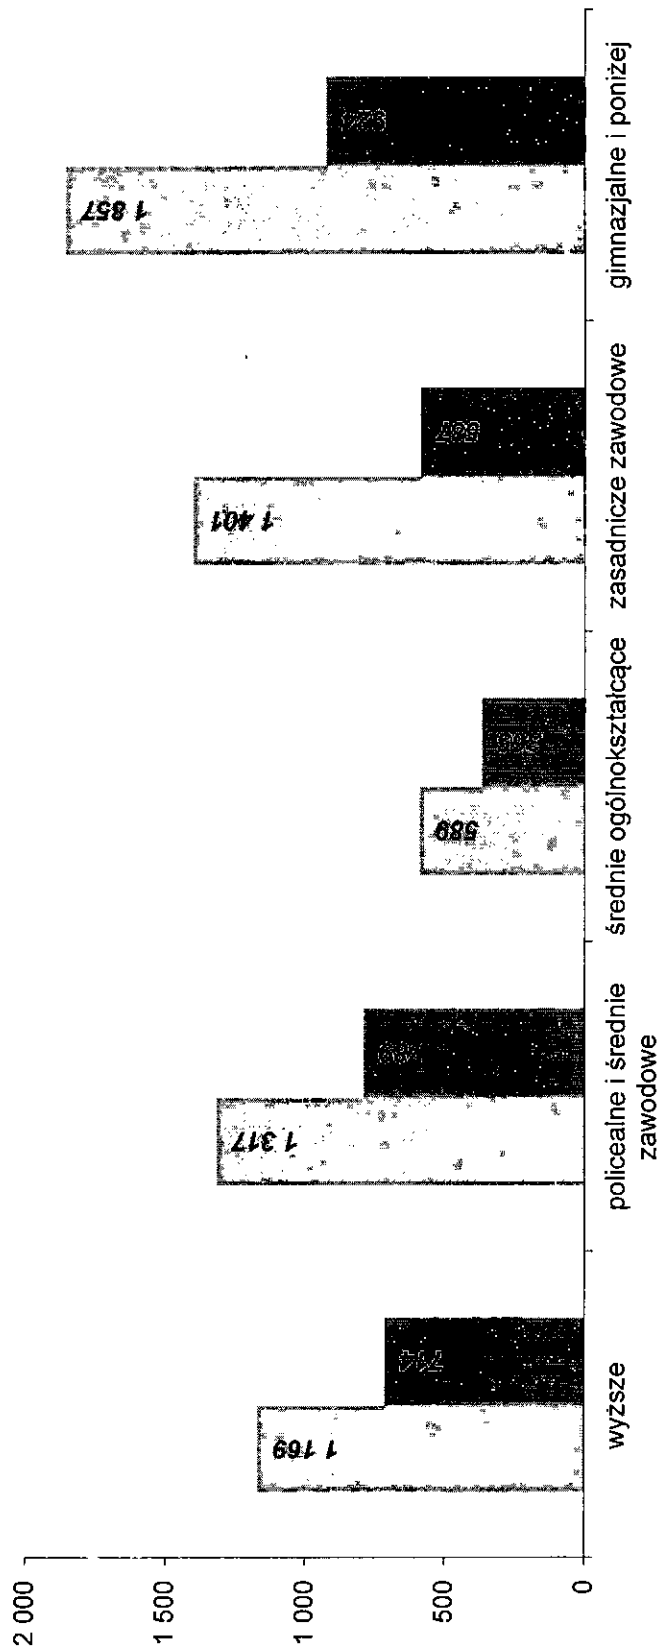 2 000
1 500
1 000
500
0
1 169
714
1 317
589
1 401
587
1 857
wyższe
policealne i średnie
zawodowe
średnie ogólnokształcące
zasadnicze zawodowe
gimnazjalne i poniżej